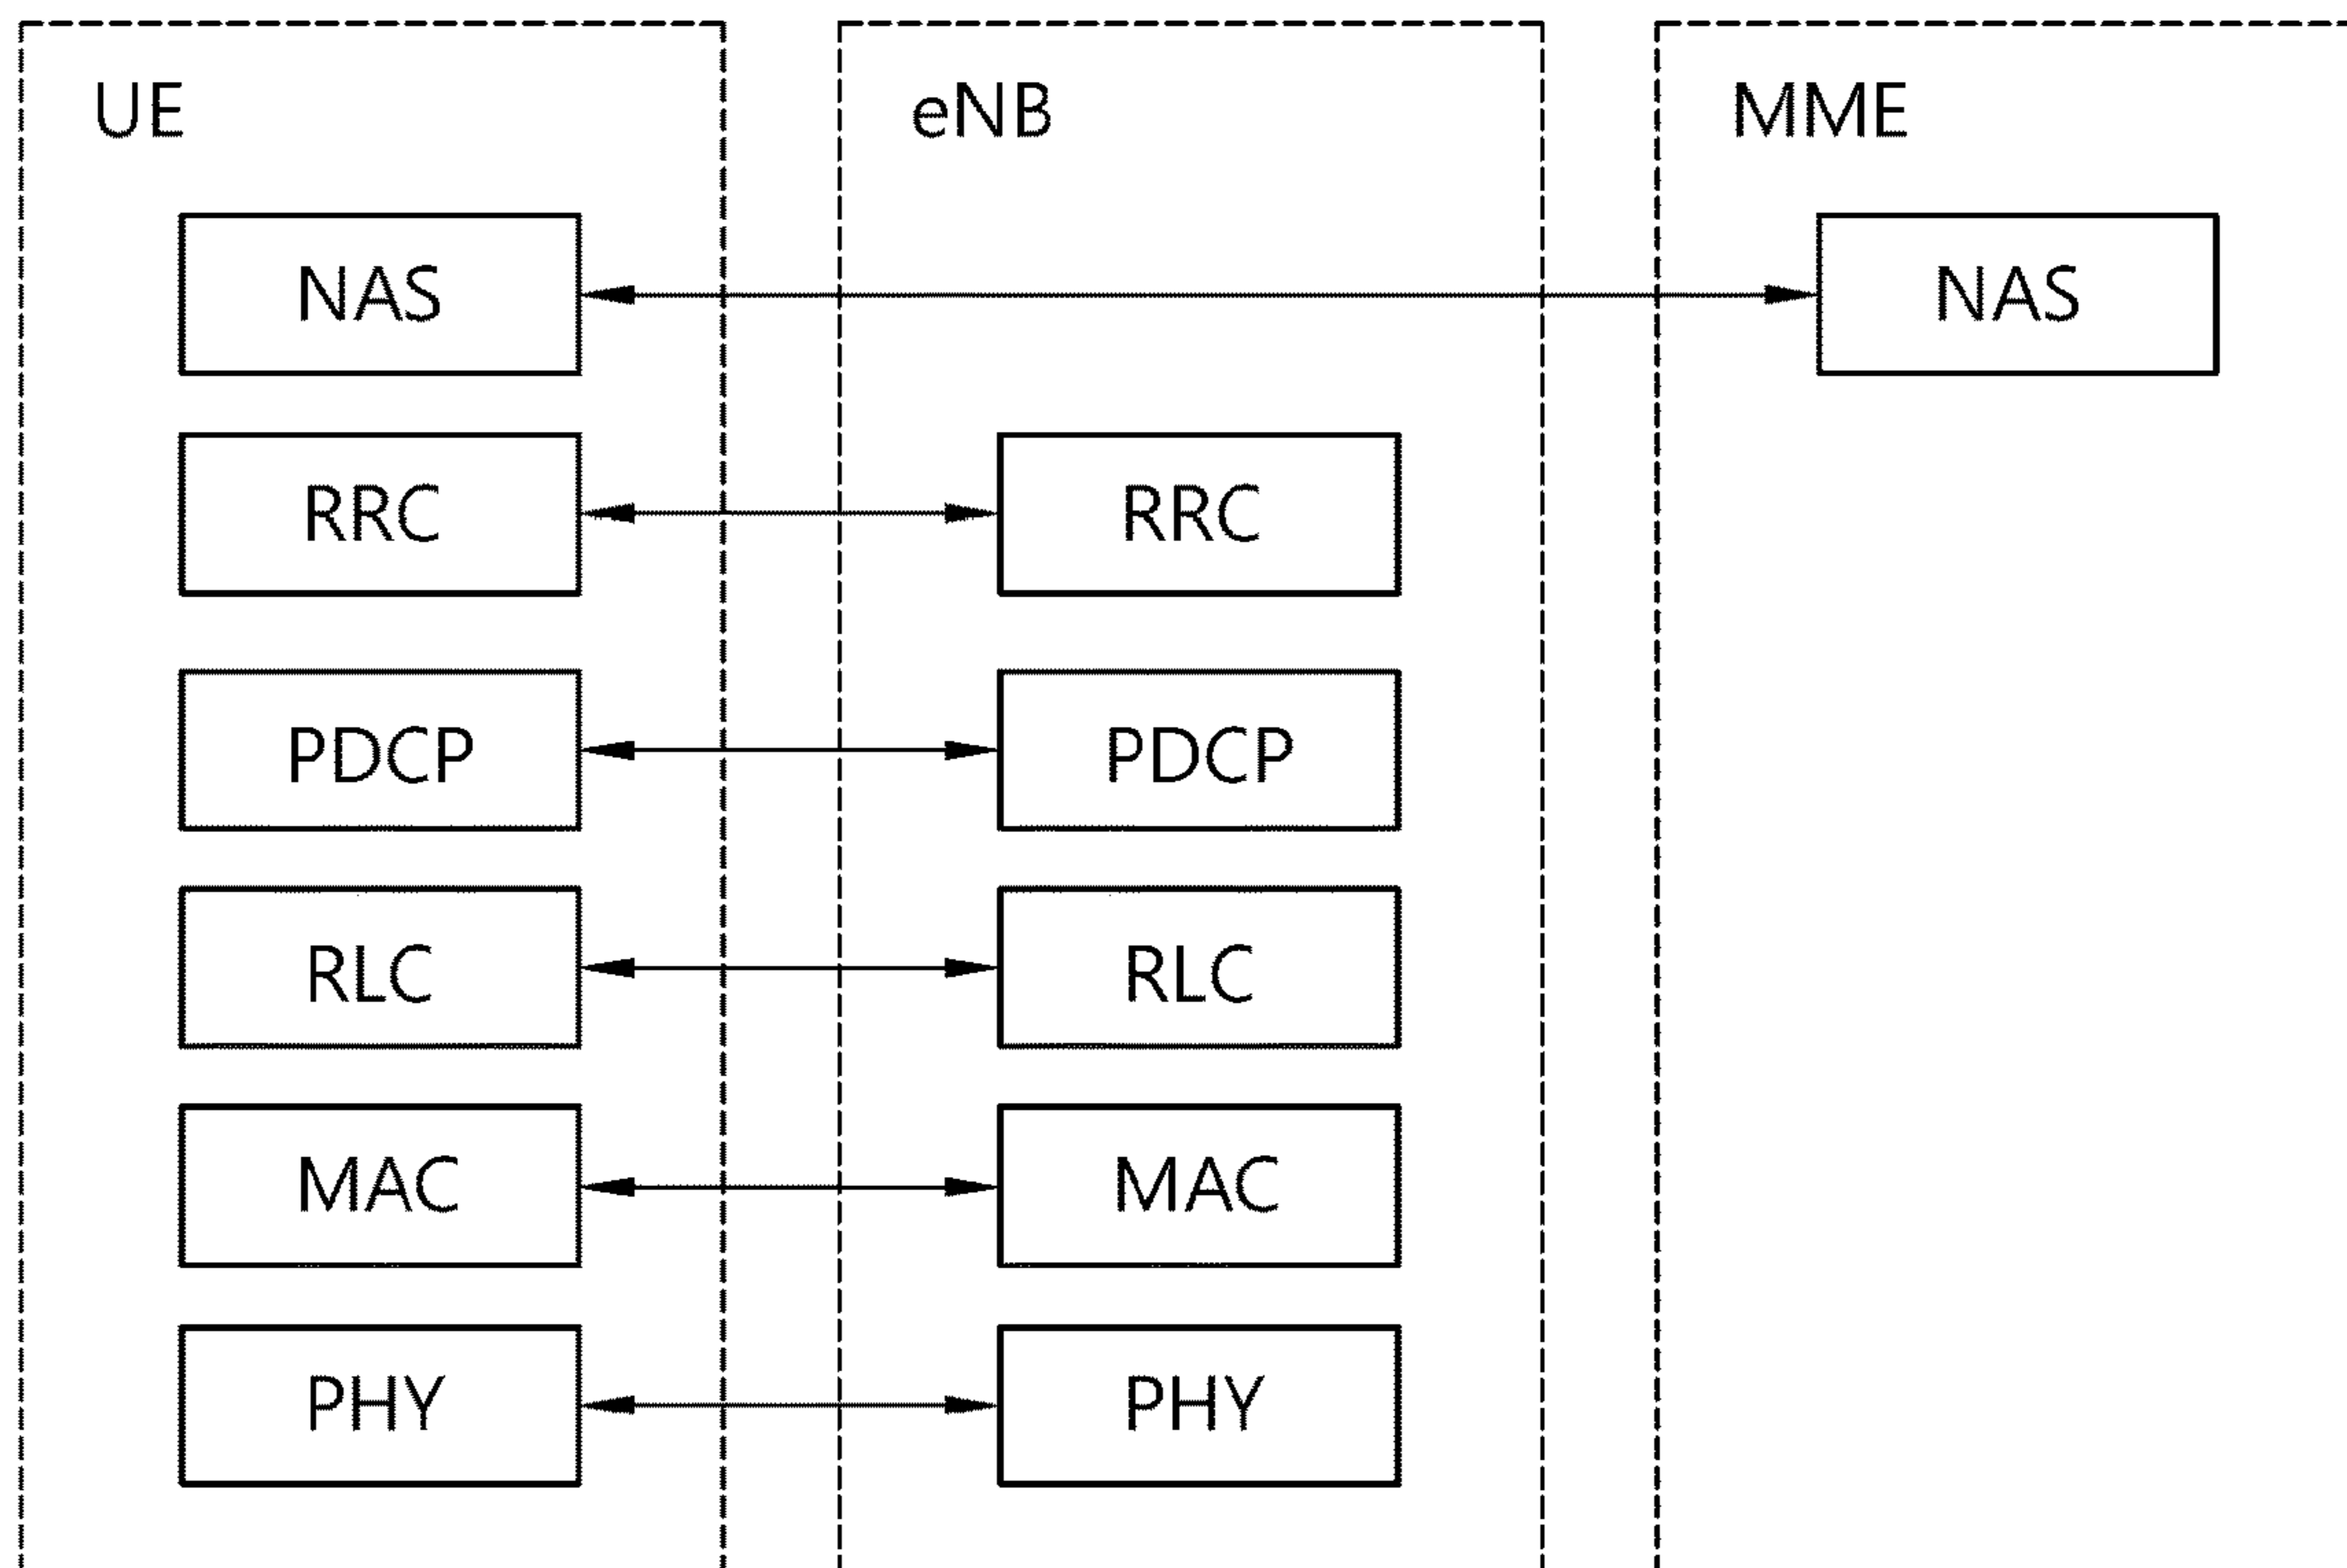 UE eNB MME
NAS NAS
RRC RRC
PDCP PDCP
RLC RLC
MAC MAC
PHY PHY